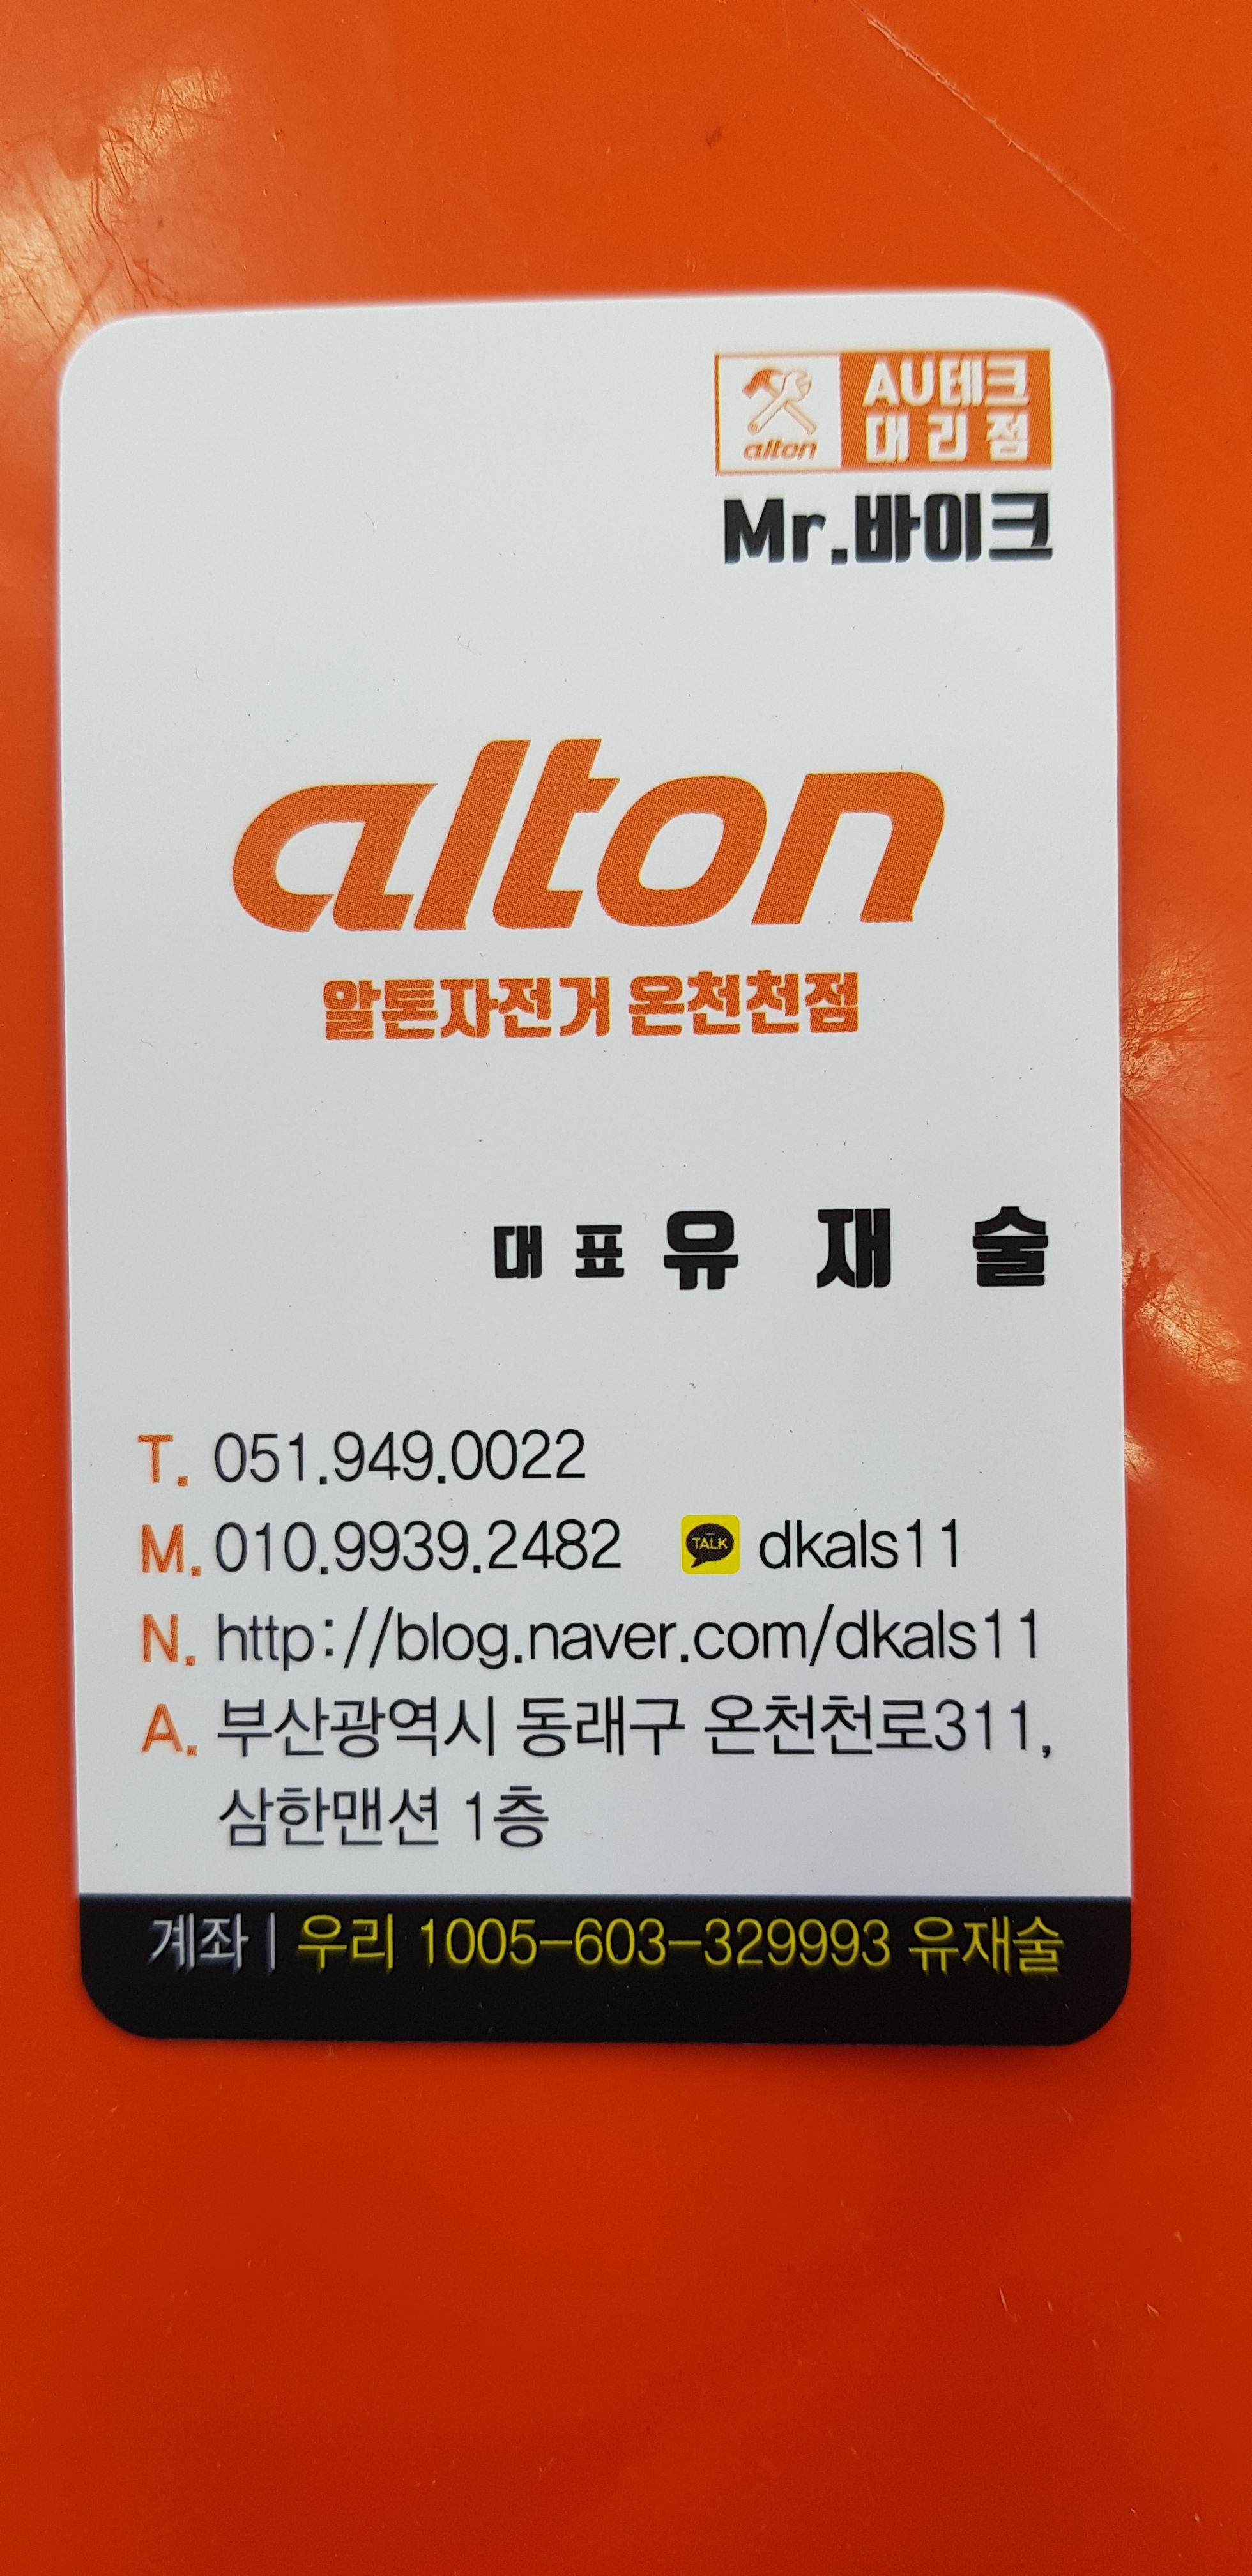 alton
AU테크
대리점
Mr.바이크
alton
알톤자전거 온천천점
대표 유재술
T. 051.949.0022
M. 010.9939.2482 TALK dkals11
N. http://blog.naver.com/dkals11
A. 부산광역시 동래구 온천천로311,
삼한맨션 1층
계좌 | 우리 1005-603-329993 유재술